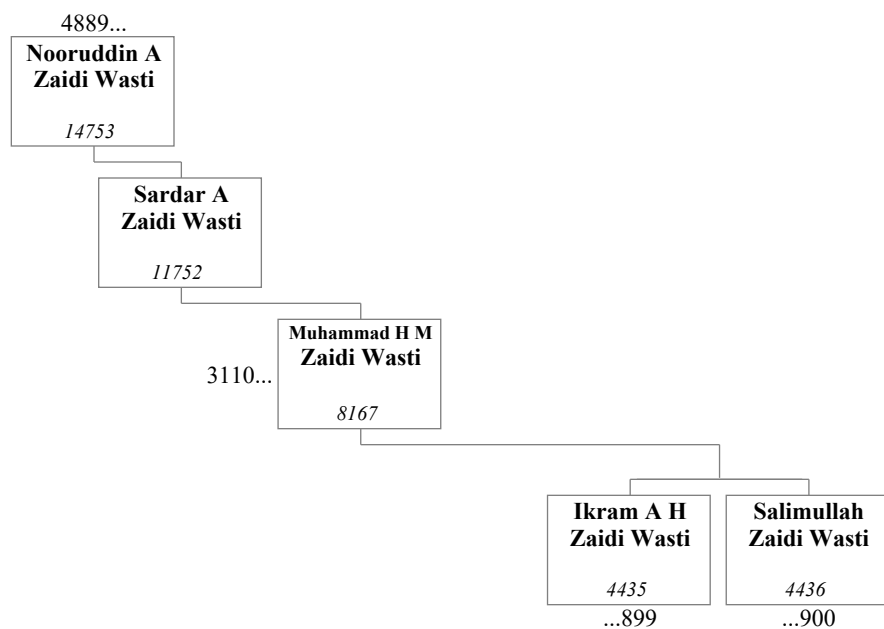 4889...
Nooruddin A
Zaidi Wasti
14753
Sardar A
Zaidi Wasti
11752
Muhammad H M
Zaidi Wasti
3110...
8167
Ikram A H
Zaidi Wasti
4435
...899
Salimullah
Zaidi Wasti
4436
...900